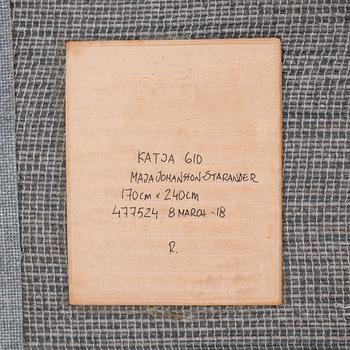 KATJA 610
MAJA JOHANSSON-STARANDER
170cm x 240cm
477524 8 MARCH -18
R.